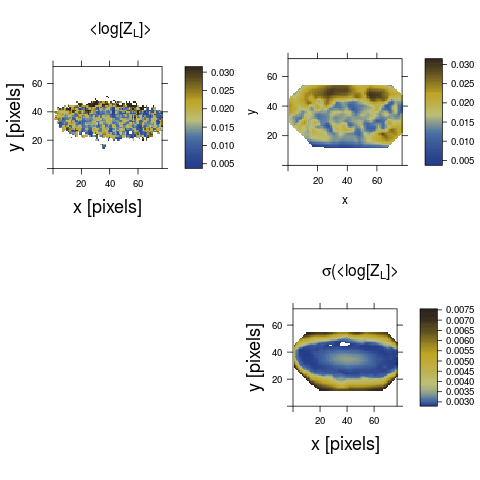 <log[Z_L]>
60
40
20
20 40 60
x [pixels]
y [pixels]
0.030
0.025
0.020
0.015
0.010
0.005
60
40
20
20 40 60
x
y
0.030
0.025
0.020
0.015
0.010
0.005
σ(<log[Z_L]>
60
40
20
20 40 60
x [pixels]
y [pixels]
0.0075
0.0070
0.0065
0.0060
0.0055
0.0050
0.0045
0.0040
0.0035
0.0030